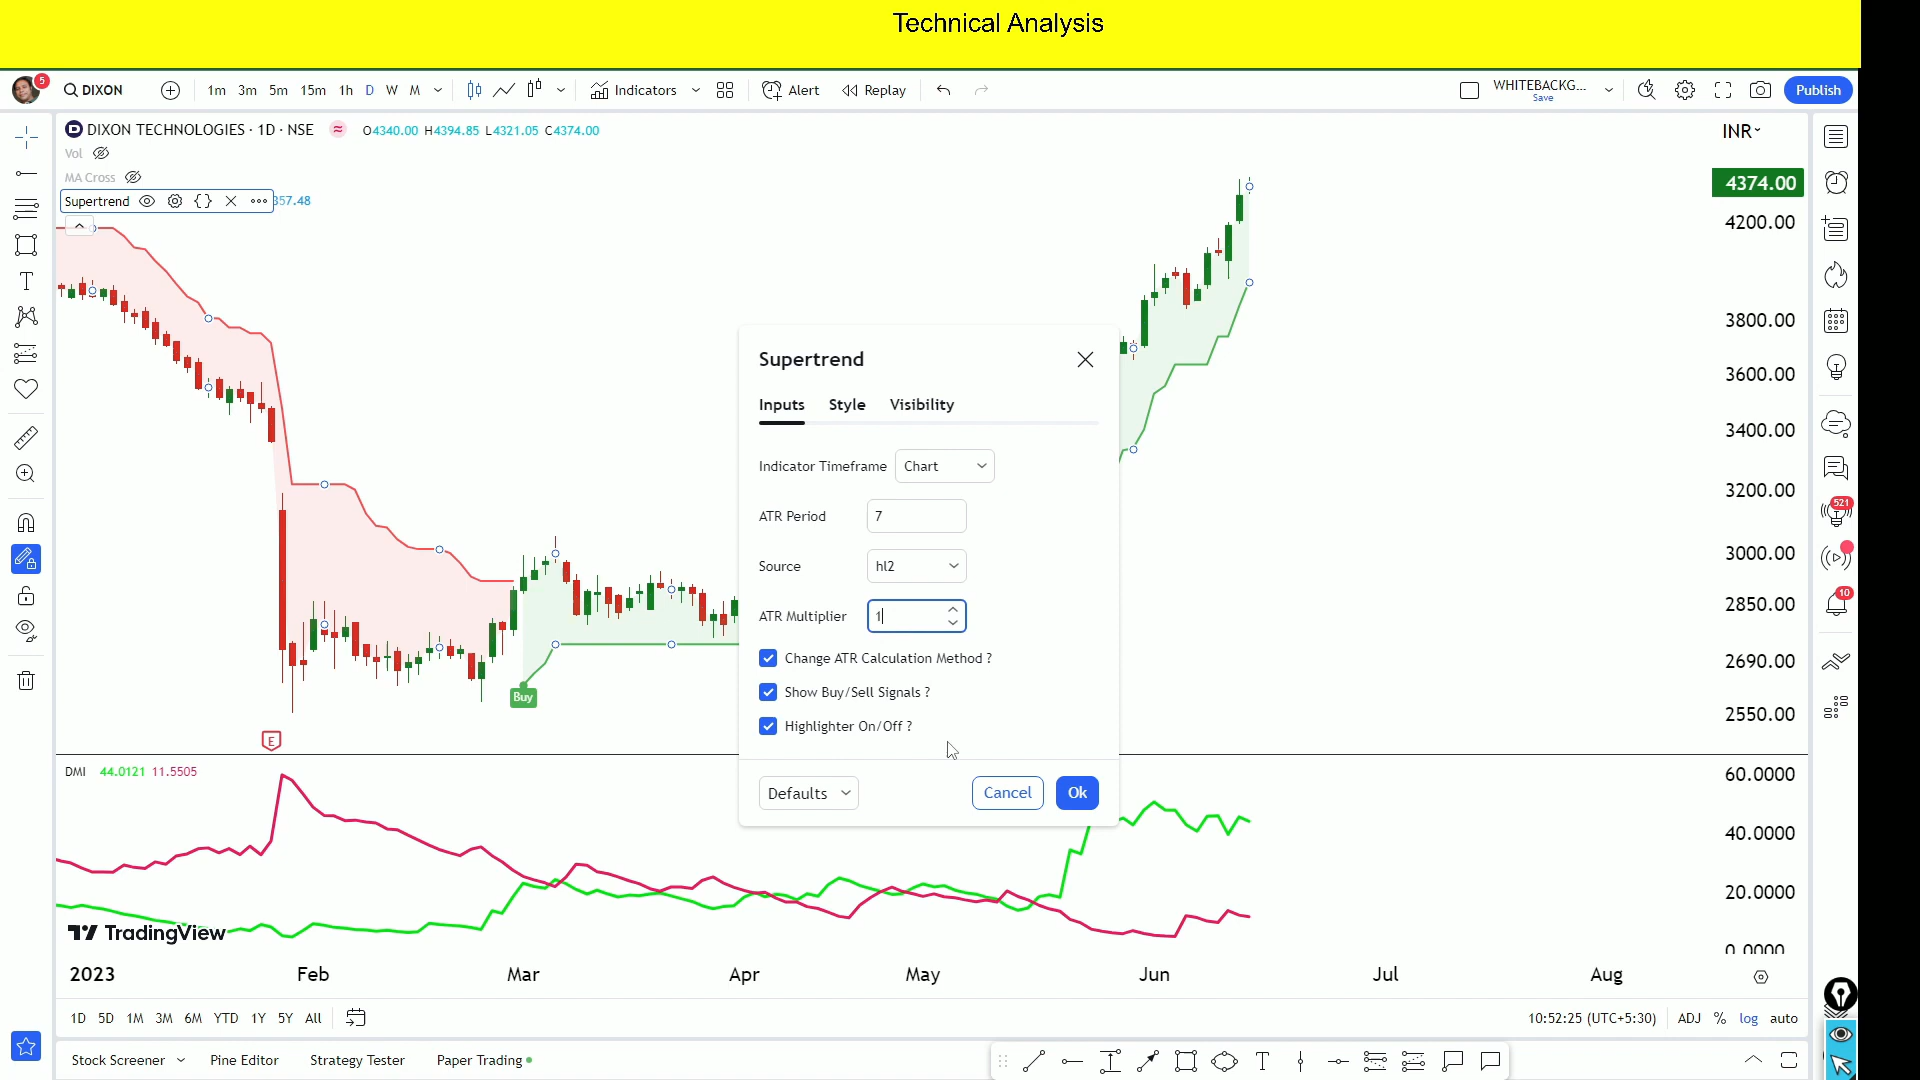 Technical Analysis
5
DIXON
1m 3m 5m 15m 1h D W M
Indicators
Alert
Replay
WHITEBACKG...
Save
Publish
DIXON TECHNOLOGIES · 1D · NSE
O4340.00 H4394.85 L4321.05 C4374.00
INR
Vol
MA Cross
Supertrend
357.48
4374.00
4200.00
3800.00
3600.00
3400.00
3200.00
3000.00
2850.00
2690.00
2550.00
Supertrend
Inputs Style Visibility
Indicator Timeframe Chart
ATR Period 7
Source hl2
ATR Multiplier 1
Change ATR Calculation Method ?
Show Buy/Sell Signals ?
Highlighter On/Off ?
Defaults
Cancel
Ok
Buy
E
521
10
DMI 44.0121 11.5505
60.0000
40.0000
20.0000
0.0000
TradingView
2023 Feb Mar Apr May Jun Jul Aug
1D 5D 1M 3M 6M YTD 1Y 5Y All
10:52:25 (UTC+5:30)
ADJ % log auto
Stock Screener
Pine Editor
Strategy Tester
Paper Trading